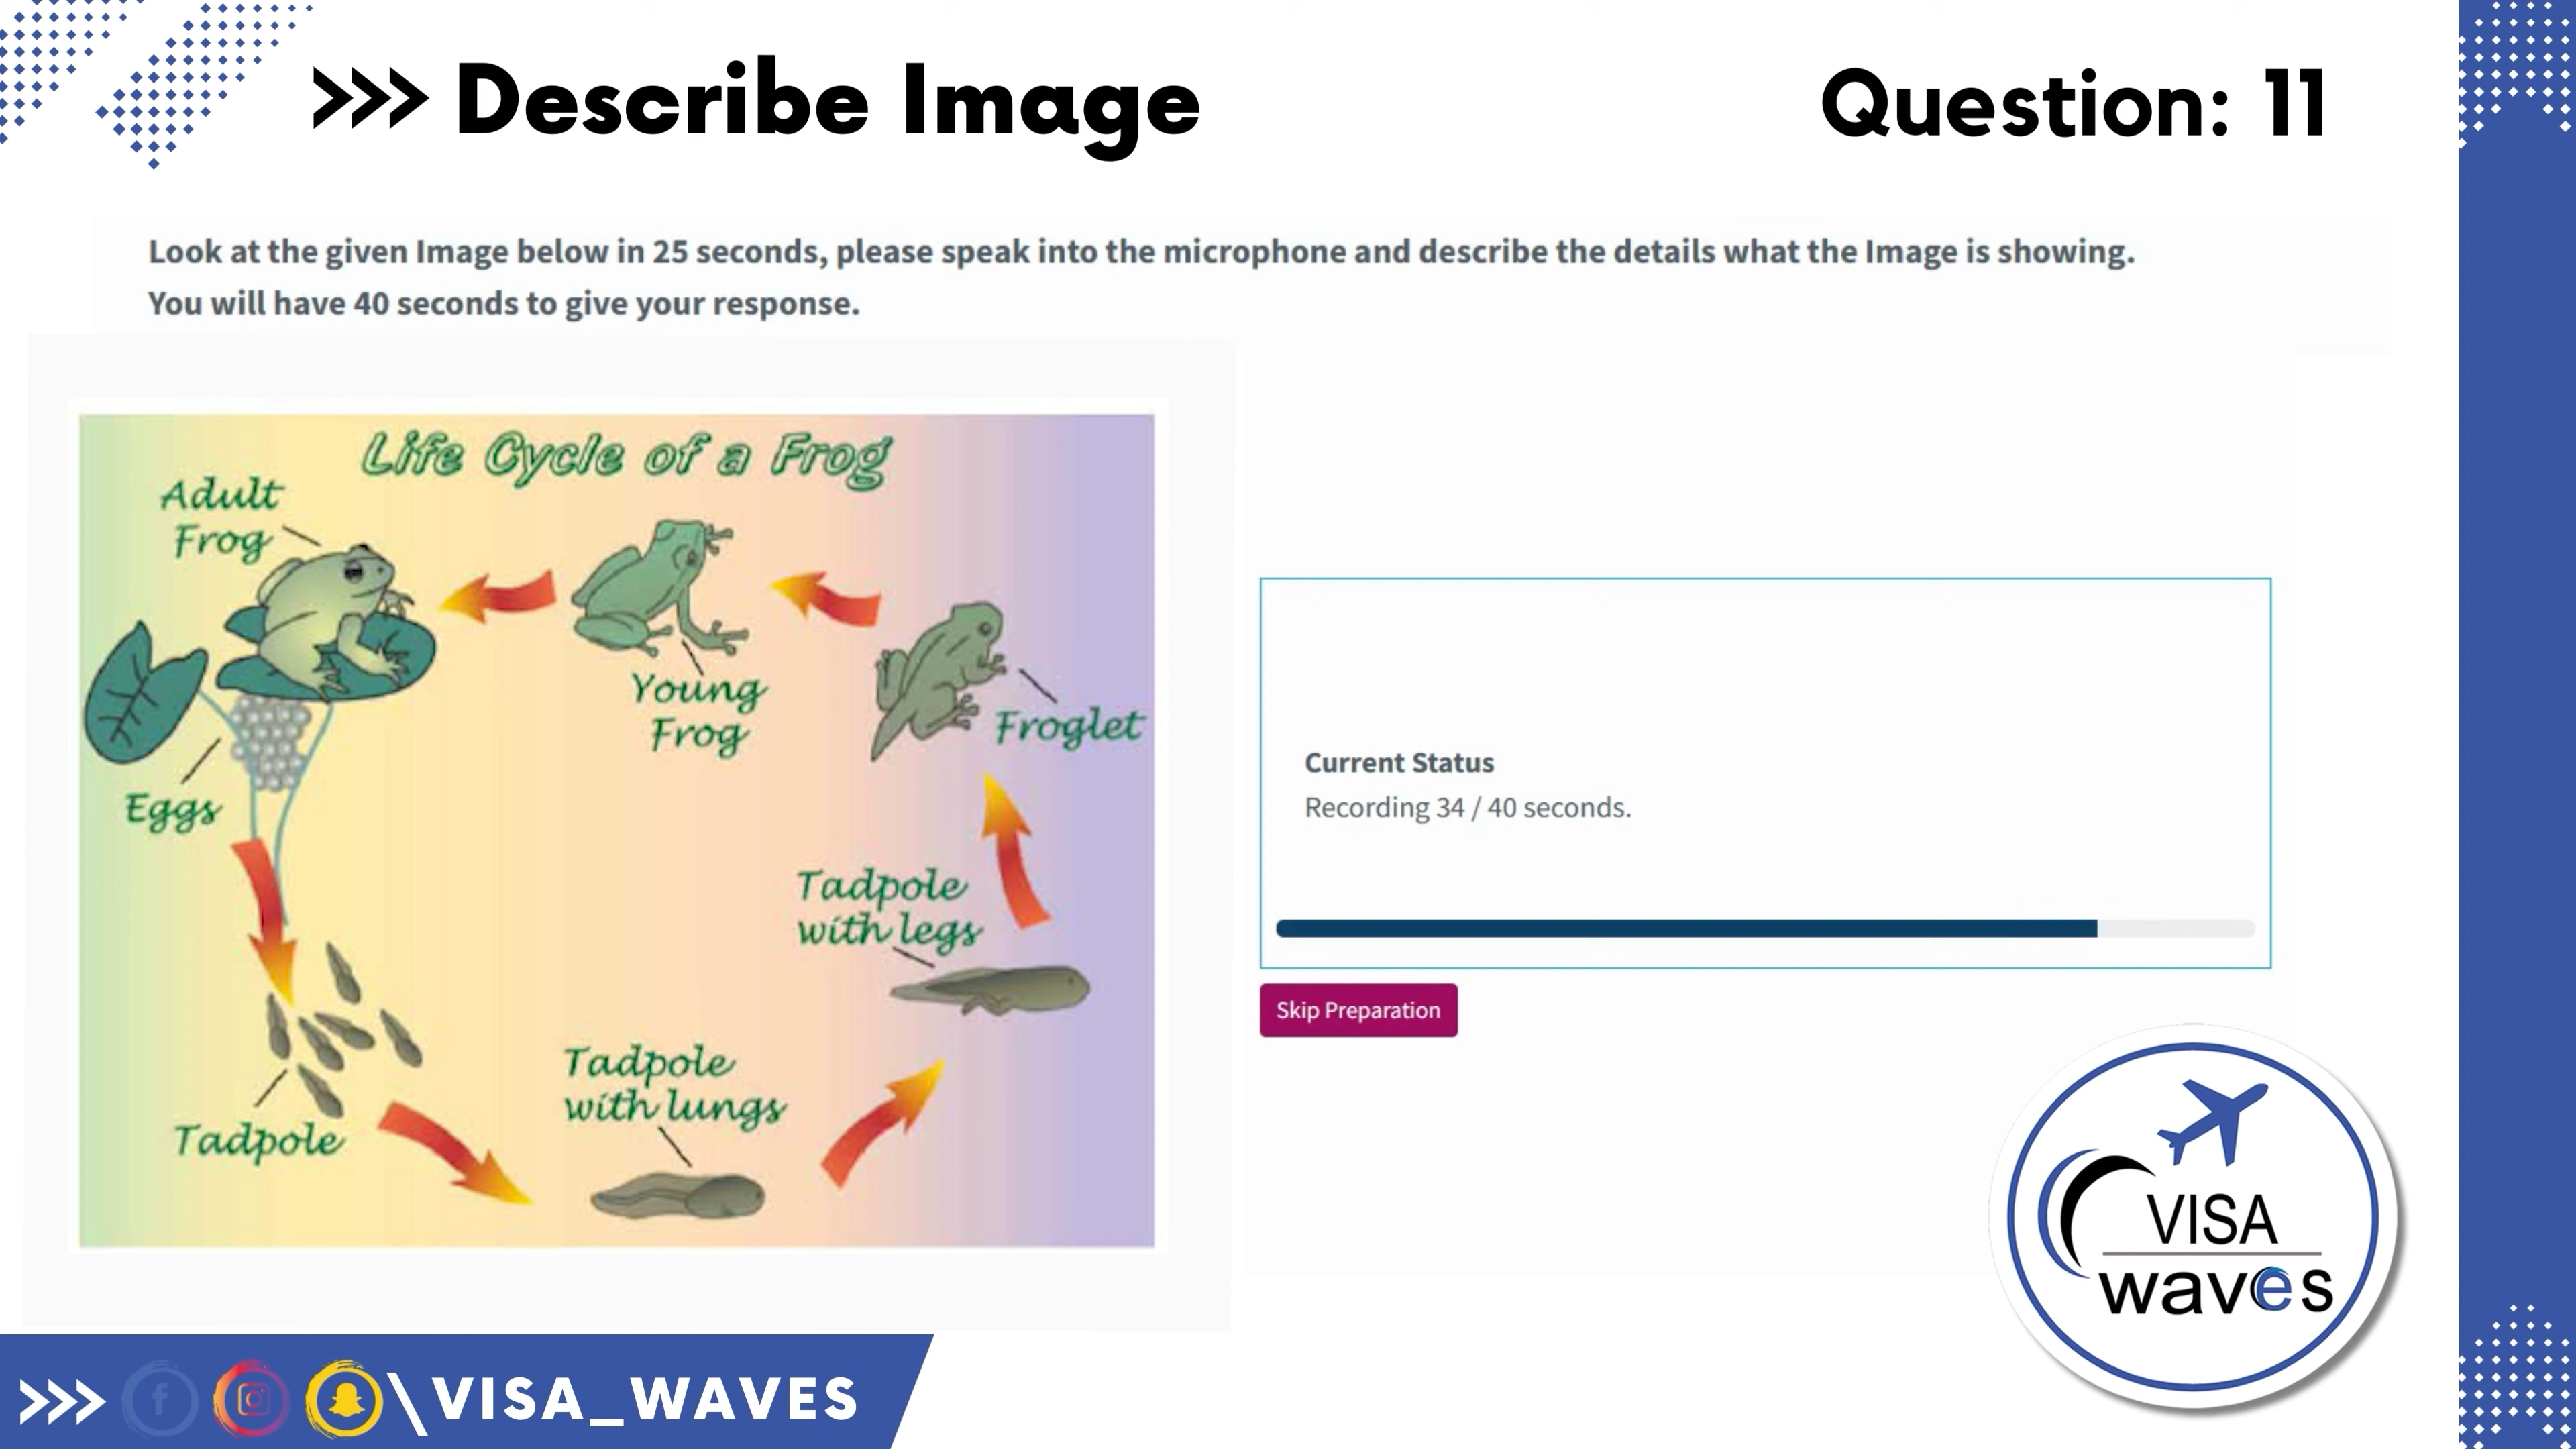 >>> Describe Image
Question: 11
Look at the given Image below in 25 seconds, please speak into the microphone and describe the details what the Image is showing.
You will have 40 seconds to give your response.
Life Cycle of a Frog
Adult
Frog
Young
Frog
Froglet
Eggs
Tadpole
with legs
Tadpole
with lungs
Tadpole
Current Status
Recording 34 / 40 seconds.
Skip Preparation
VISA
waves
>>> \VISA_WAVES